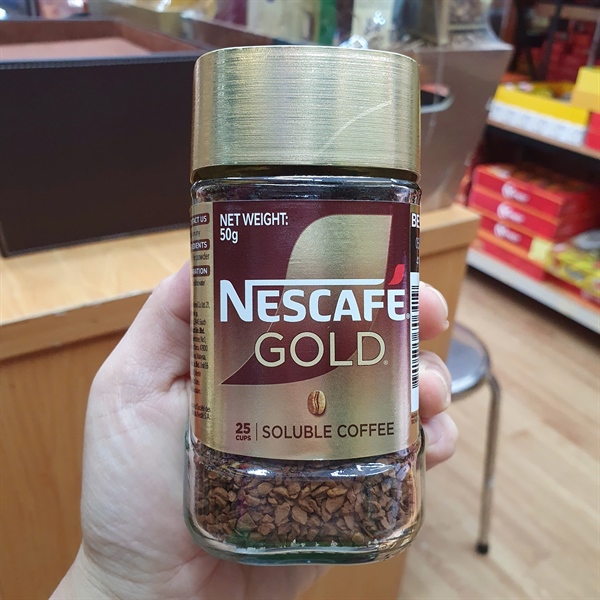 NET WEIGHT:
50g
NESCAFÉ
GOLD
25
CUPS
SOLUBLE COFFEE